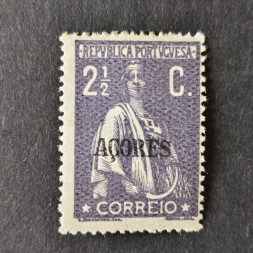 REPUBLICA PORTUGUESA
2½ C.
AÇORES
CORREIO